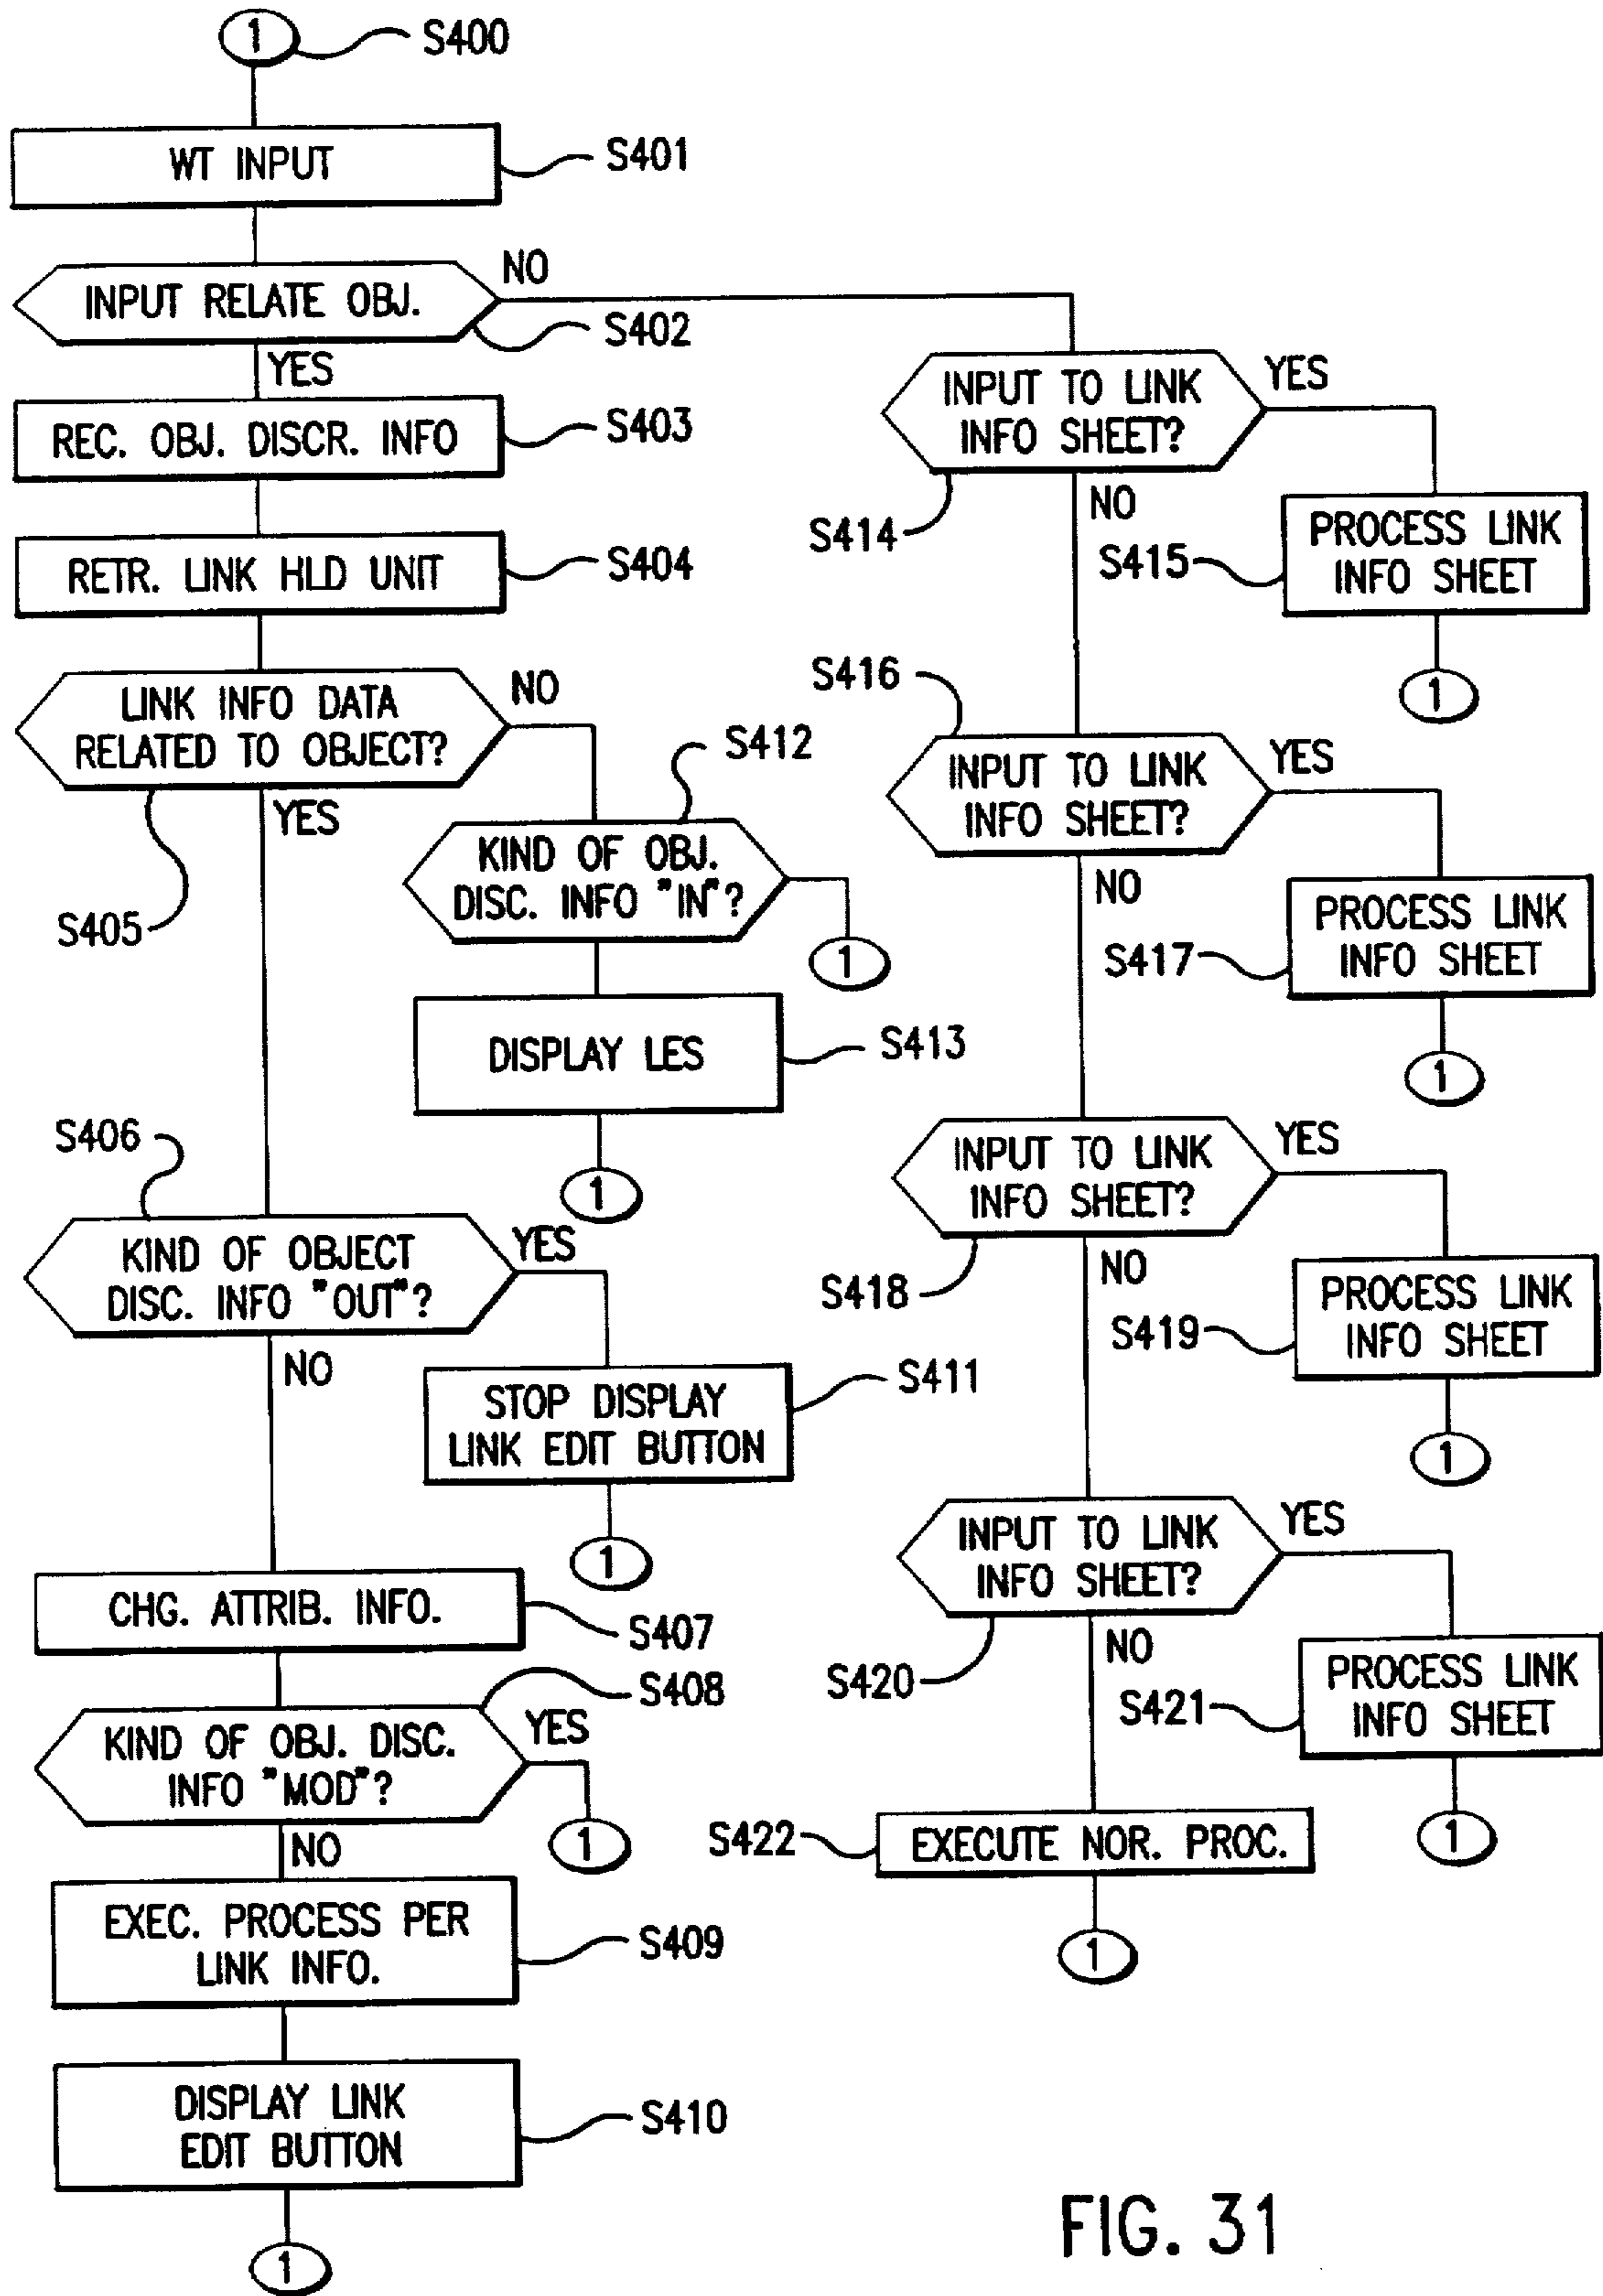 1
S400
WT INPUT
S401
INPUT RELATE OBJ.
NO
S402
YES
REC. OBJ. DISCR. INFO
S403
RETR. LINK HLD UNIT
S404
LINK INFO DATA
RELATED TO OBJECT?
NO
S405
YES
S412
KIND OF OBJ.
DISC. INFO "IN"?
1
DISPLAY LES
S413
1
S406
KIND OF OBJECT
DISC. INFO "OUT"?
YES
NO
STOP DISPLAY
LINK EDIT BUTTON
S411
1
CHG. ATTRIB. INFO.
S407
S408
KIND OF OBJ. DISC.
INFO "MOD"?
YES
1
NO
EXEC. PROCESS PER
LINK INFO.
S409
DISPLAY LINK
EDIT BUTTON
S410
1
INPUT TO LINK
INFO SHEET?
YES
S414
NO
PROCESS LINK
INFO SHEET
S415
1
S416
INPUT TO LINK
INFO SHEET?
YES
NO
PROCESS LINK
INFO SHEET
S417
1
INPUT TO LINK
INFO SHEET?
YES
S418
NO
PROCESS LINK
INFO SHEET
S419
1
INPUT TO LINK
INFO SHEET?
YES
S420
NO
PROCESS LINK
INFO SHEET
S421
1
S422
EXECUTE NOR. PROC.
1
FIG. 31